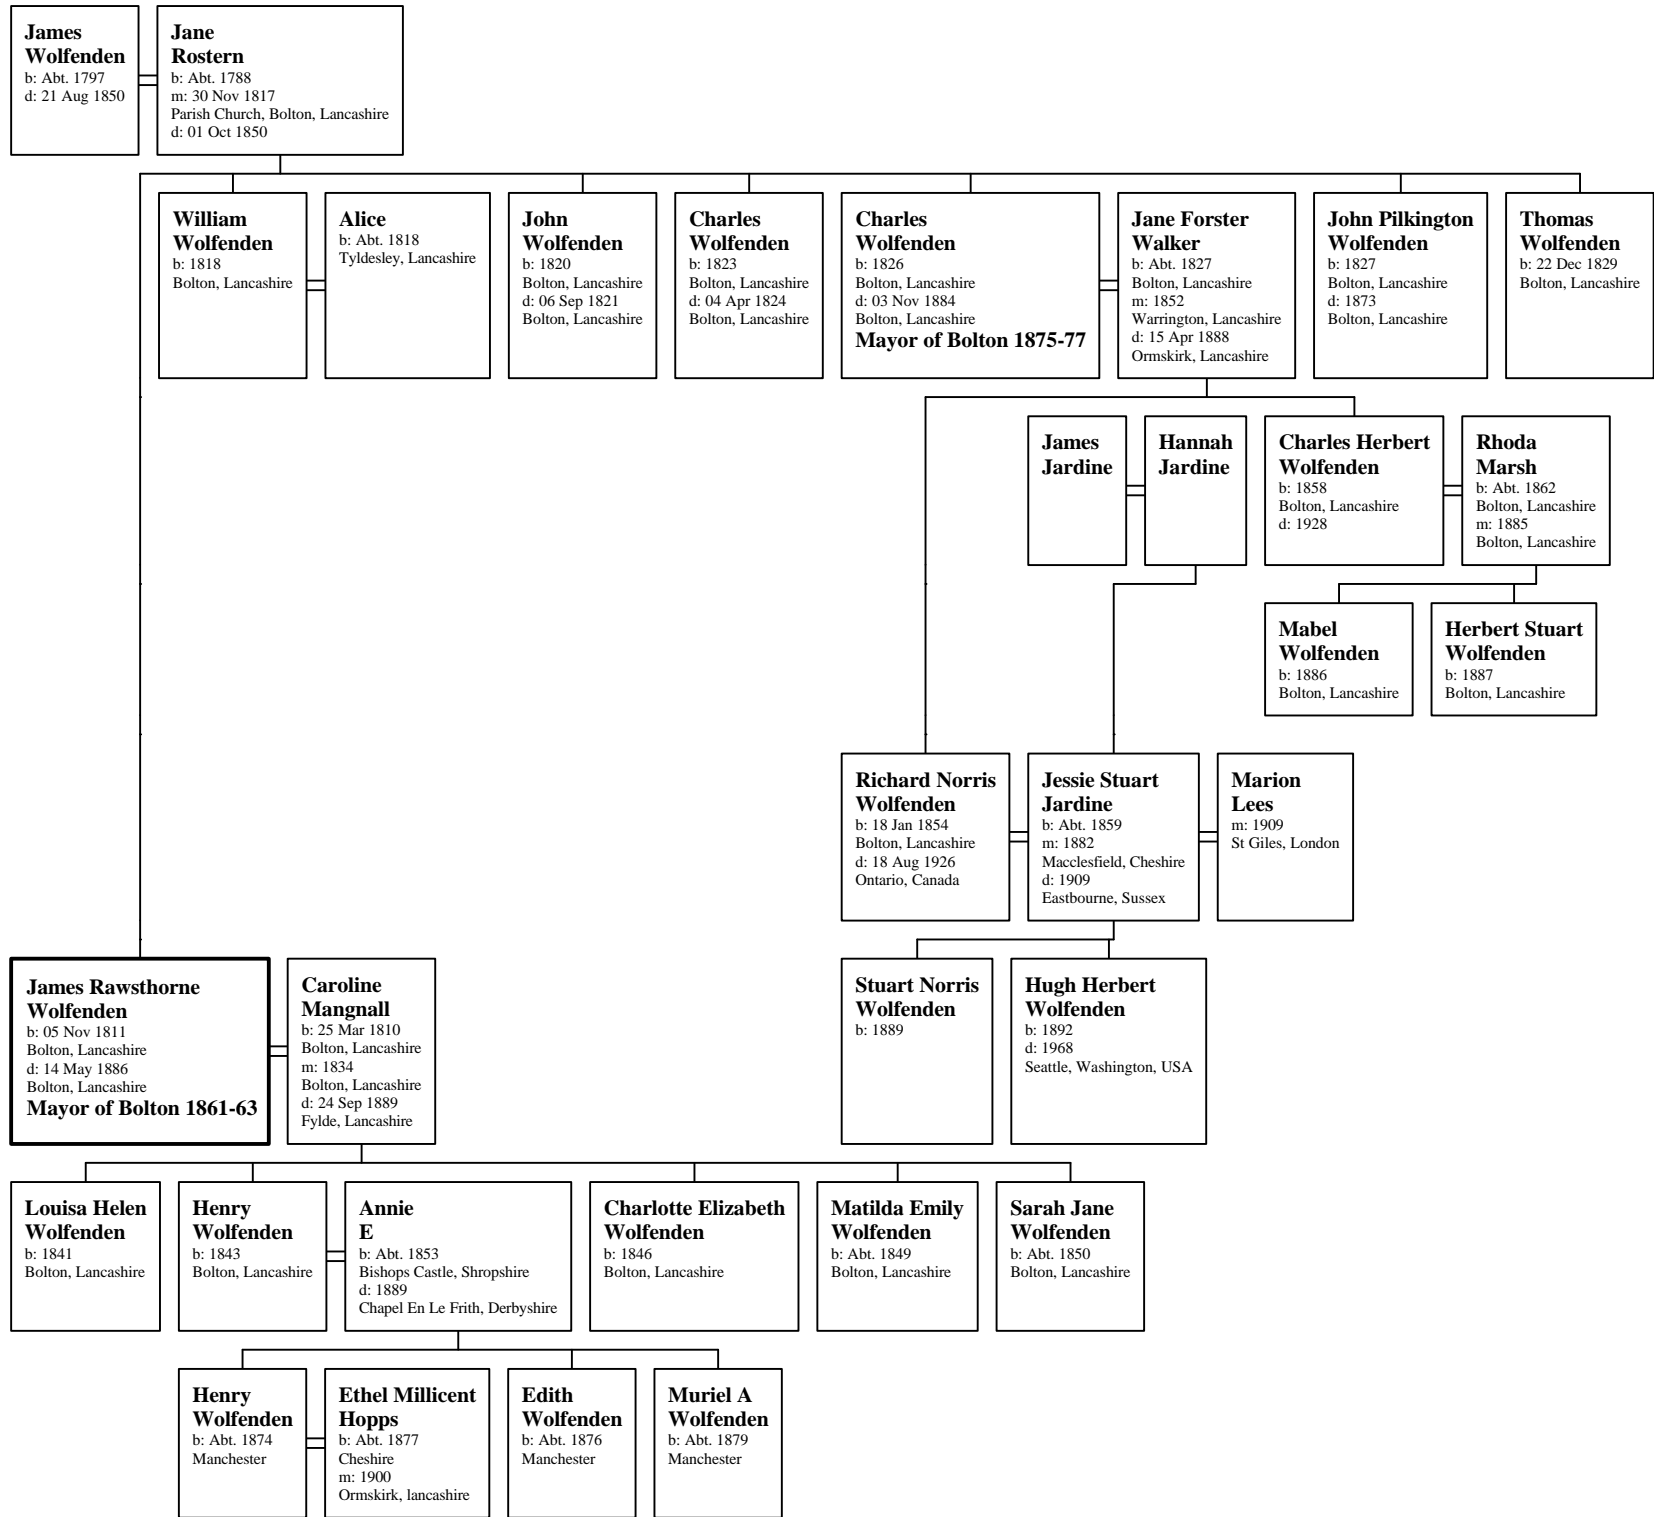 James
Wolfenden
b: Abt. 1797
d: 21 Aug 1850
Jane
Rostern
b: Abt. 1788
m: 30 Nov 1817
Parish Church, Bolton, Lancashire
d: 01 Oct 1850
William
Wolfenden
b: 1818
Bolton, Lancashire
Alice
b: Abt. 1818
Tyldesley, Lancashire
John
Wolfenden
b: 1820
Bolton, Lancashire
d: 06 Sep 1821
Bolton, Lancashire
Charles
Wolfenden
b: 1823
Bolton, Lancashire
d: 04 Apr 1824
Bolton, Lancashire
Charles
Wolfenden
b: 1826
Bolton, Lancashire
d: 03 Nov 1884
Bolton, Lancashire
Mayor of Bolton 1875-77
Jane Forster
Walker
b: Abt. 1827
Bolton, Lancashire
m: 1852
Warrington, Lancashire
d: 15 Apr 1888
Ormskirk, Lancashire
John Pilkington
Wolfenden
b: 1827
Bolton, Lancashire
d: 1873
Bolton, Lancashire
Thomas
Wolfenden
b: 22 Dec 1829
Bolton, Lancashire
James
Jardine
Hannah
Jardine
Charles Herbert
Wolfenden
b: 1858
Bolton, Lancashire
d: 1928
Rhoda
Marsh
b: Abt. 1862
Bolton, Lancashire
m: 1885
Bolton, Lancashire
Mabel
Wolfenden
b: 1886
Bolton, Lancashire
Herbert Stuart
Wolfenden
b: 1887
Bolton, Lancashire
Richard Norris
Wolfenden
b: 18 Jan 1854
Bolton, Lancashire
d: 18 Aug 1926
Ontario, Canada
Jessie Stuart
Jardine
b: Abt. 1859
m: 1882
Macclesfield, Cheshire
d: 1909
Eastbourne, Sussex
Marion
Lees
m: 1909
St Giles, London
James Rawsthorne
Wolfenden
b: 05 Nov 1811
Bolton, Lancashire
d: 14 May 1886
Bolton, Lancashire
Mayor of Bolton 1861-63
Caroline
Mangnall
b: 25 Mar 1810
Bolton, Lancashire
m: 1834
Bolton, Lancashire
d: 24 Sep 1889
Fylde, Lancashire
Stuart Norris
Wolfenden
b: 1889
Hugh Herbert
Wolfenden
b: 1892
d: 1968
Seattle, Washington, USA
Louisa Helen
Wolfenden
b: 1841
Bolton, Lancashire
Henry
Wolfenden
b: 1843
Bolton, Lancashire
Annie
E
b: Abt. 1853
Bishops Castle, Shropshire
d: 1889
Chapel En Le Frith, Derbyshire
Charlotte Elizabeth
Wolfenden
b: 1846
Bolton, Lancashire
Matilda Emily
Wolfenden
b: Abt. 1849
Bolton, Lancashire
Sarah Jane
Wolfenden
b: Abt. 1850
Bolton, Lancashire
Henry
Wolfenden
b: Abt. 1874
Manchester
Ethel Millicent
Hopps
b: Abt. 1877
Cheshire
m: 1900
Ormskirk, lancashire
Edith
Wolfenden
b: Abt. 1876
Manchester
Muriel A
Wolfenden
b: Abt. 1879
Manchester